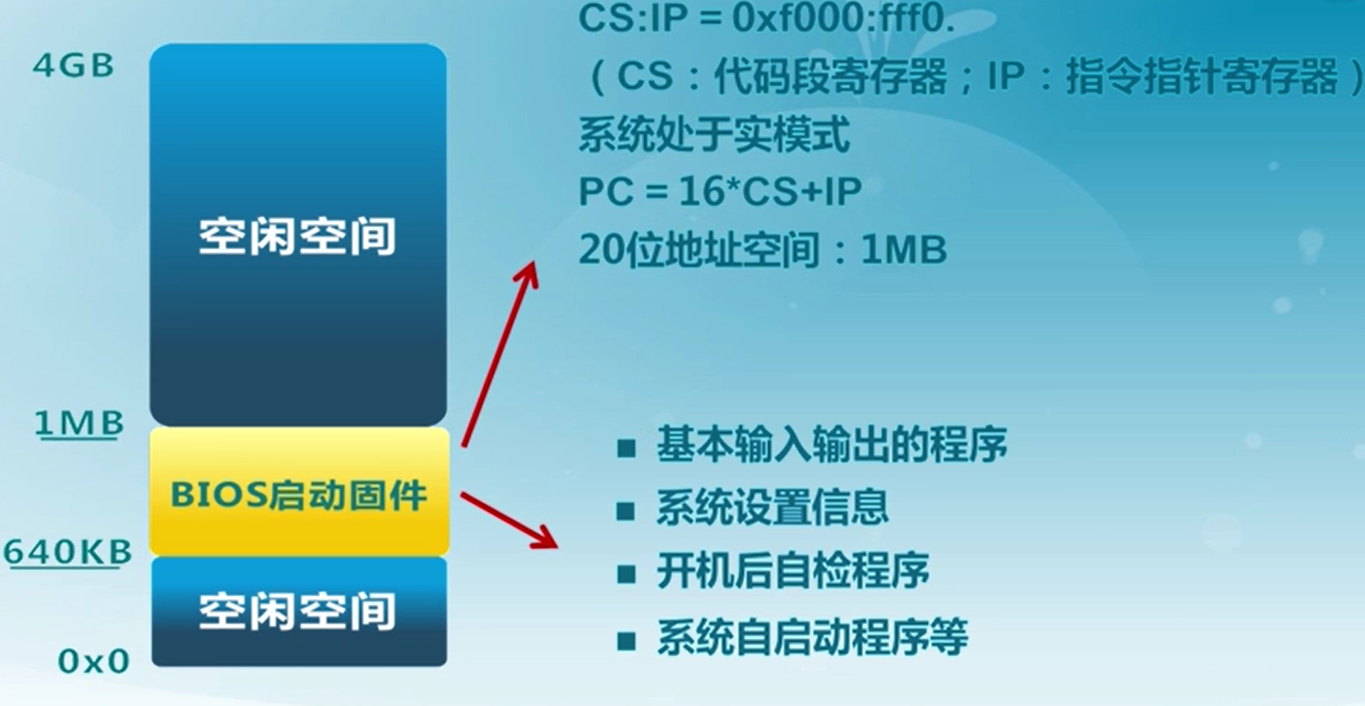 CS:IP = 0xf000:fff0.
（CS：代码段寄存器；IP：指令指针寄存器）
系统处于实模式
PC = 16*CS+IP
20位地址空间：1MB
4GB
空闲空间
1MB
BIOS启动固件
640KB
空闲空间
0x0
■ 基本输入输出的程序
■ 系统设置信息
■ 开机后自检程序
■ 系统自启动程序等